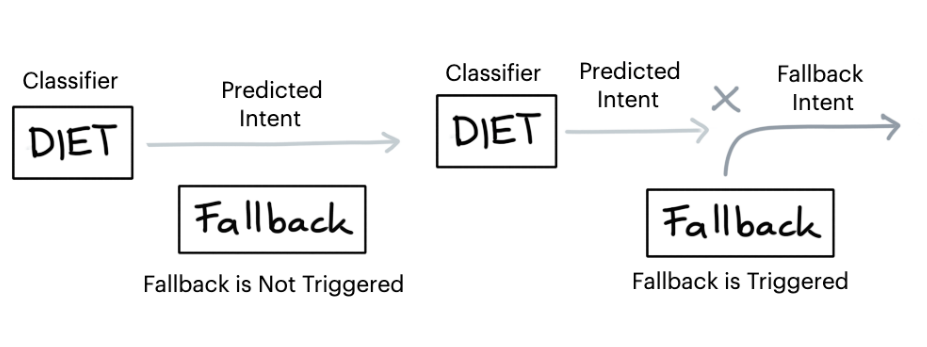 Classifier
DIET
Predicted
Intent
Fallback
Fallback is Not Triggered
Classifier
DIET
Predicted
Intent
Fallback
Intent
Fallback
Fallback is Triggered